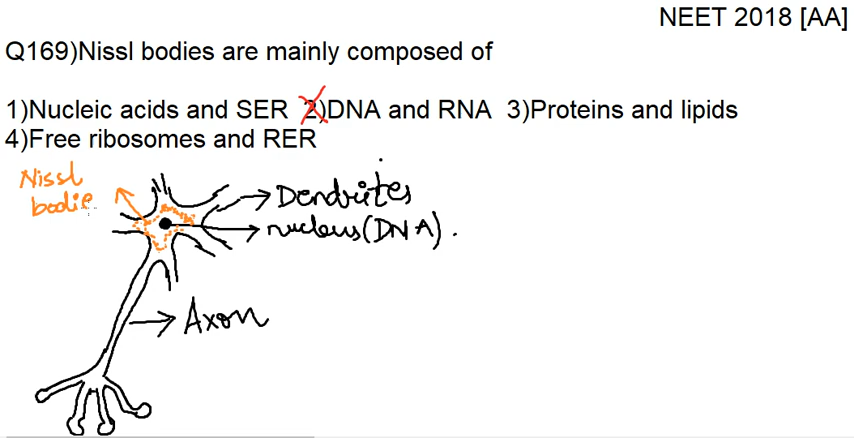 NEET 2018 [AA]
Q169)Nissl bodies are mainly composed of
1)Nucleic acids and SER 2)DNA and RNA 3)Proteins and lipids
4)Free ribosomes and RER
Nissl
bodie
Dendrites
nucleus(DNA).
Axon